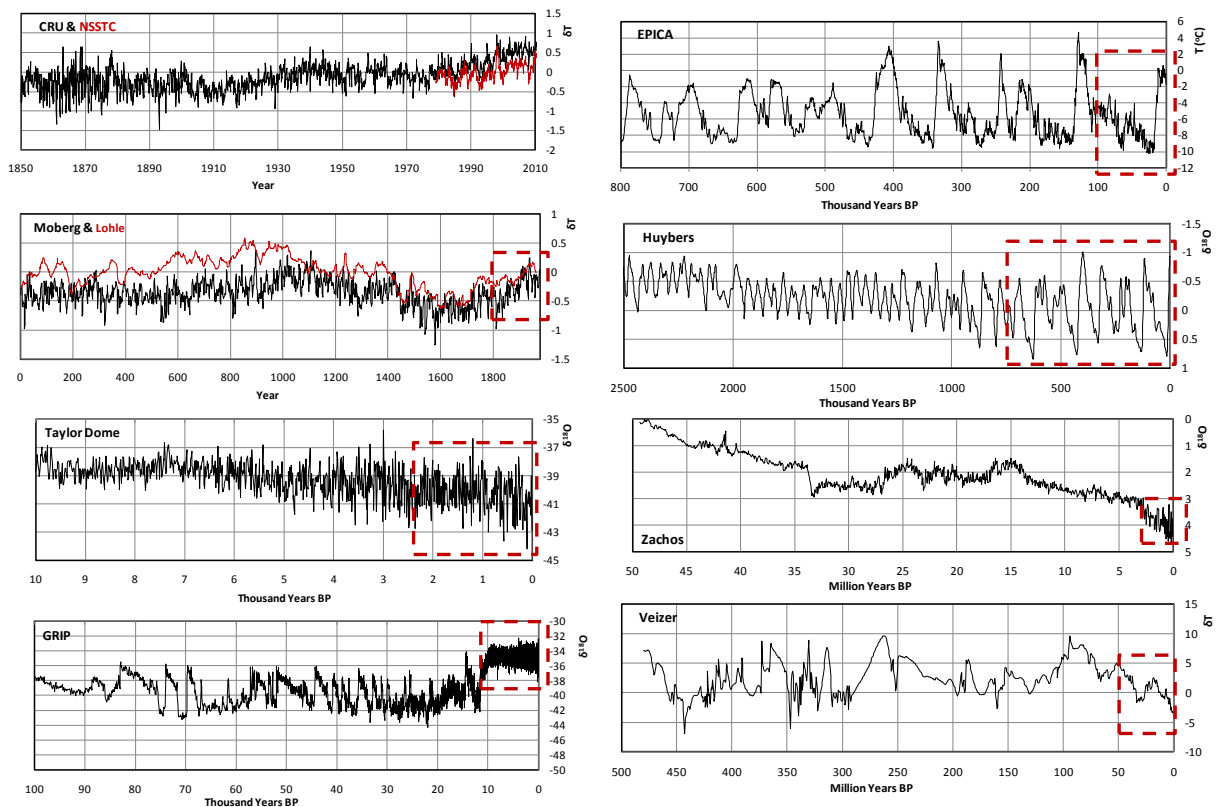 CRU & NSSTC
δT
1.5
1
0.5
0
-0.5
-1
-1.5
2
1850 1870 1890 1910 1930 1950 1970 1990 2010
Year
Moberg & Lohle
δT
1
0.5
0
-0.5
-1
-1.5
0 200 400 600 800 1000 1200 1400 1600 1800
Year
Taylor Dome
δ18O
-35
-37
-39
-41
-43
-45
10 9 8 7 6 5 4 3 2 1 0
Thousand Years BP
GRIP
δ18O
-30
-32
-34
-36
-38
-40
-42
-44
-46
-48
-50
100 90 80 70 60 50 40 30 20 10 0
Thousand Years BP
EPICA
T (°C)
6
4
2
0
-2
-4
-6
-8
-10
-12
800 700 600 500 400 300 200 100 0
Thousand Years BP
Huybers
δ18O
-1.5
-1
-0.5
0
0.5
1
2500 2000 1500 1000 500 0
Thousand Years BP
Zachos
δ18O
0
1
2
3
4
5
50 45 40 35 30 25 20 15 10 5 0
Million Years BP
Veizer
δT
15
10
5
0
-5
-10
500 450 400 350 300 250 200 150 100 50 0
Million Years BP